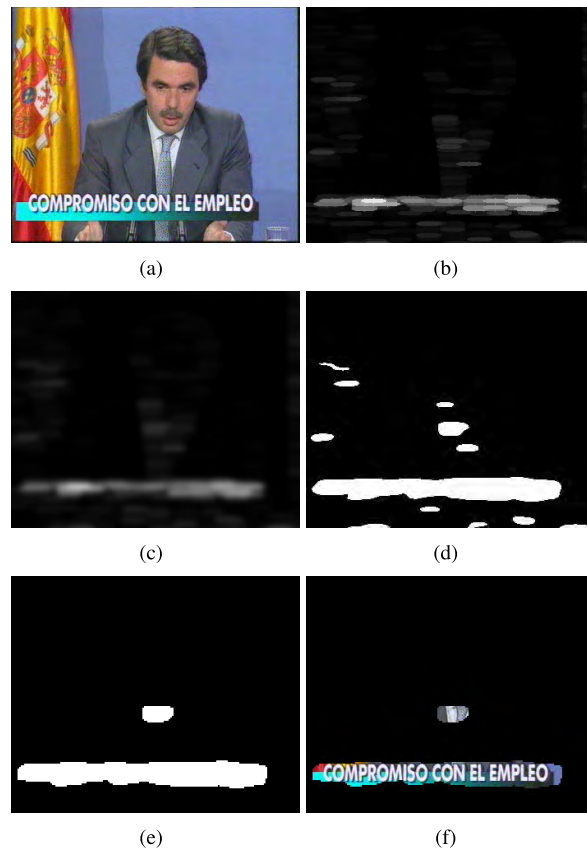 COMPROMISO CON EL EMPLEO
(a)
(b)
(c)
(d)
COMPROMISO CON EL EMPLEO
(e)
(f)